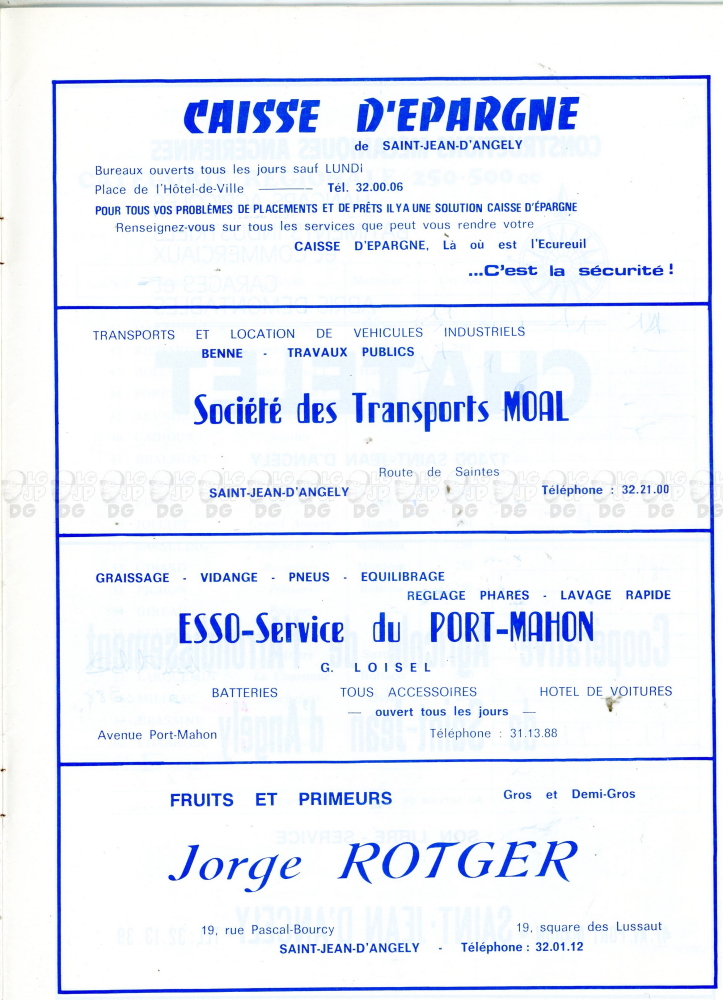 CAISSE D'EPARGNE
de SAINT-JEAN-D'ANGELY
Bureaux ouverts tous les jours sauf LUNDI
Place de l'Hôtel-de-Ville ——— Tél. 32.00.06
POUR TOUS VOS PROBLÈMES DE PLACEMENTS ET DE PRÊTS IL Y A UNE SOLUTION CAISSE D'ÉPARGNE
Renseignez-vous sur tous les services que peut vous rendre votre
CAISSE D'EPARGNE, Là où est l'Ecureuil
...C'est la sécurité !
TRANSPORTS ET LOCATION DE VEHICULES INDUSTRIELS
BENNE - TRAVAUX PUBLICS
Société des Transports MOAL
Route de Saintes
SAINT-JEAN-D'ANGELY Téléphone : 32.21.00
GRAISSAGE - VIDANGE - PNEUS - EQUILIBRAGE
REGLAGE PHARES - LAVAGE RAPIDE
ESSO-Service du PORT-MAHON
G. LOISEL
BATTERIES TOUS ACCESSOIRES HOTEL DE VOITURES
— ouvert tous les jours —
Avenue Port-Mahon Téléphone : 31.13.88
FRUITS ET PRIMEURS Gros et Demi-Gros
Jorge ROTGER
19, rue Pascal-Bourcy 19, square des Lussaut
SAINT-JEAN-D'ANGELY - Téléphone : 32.01.12